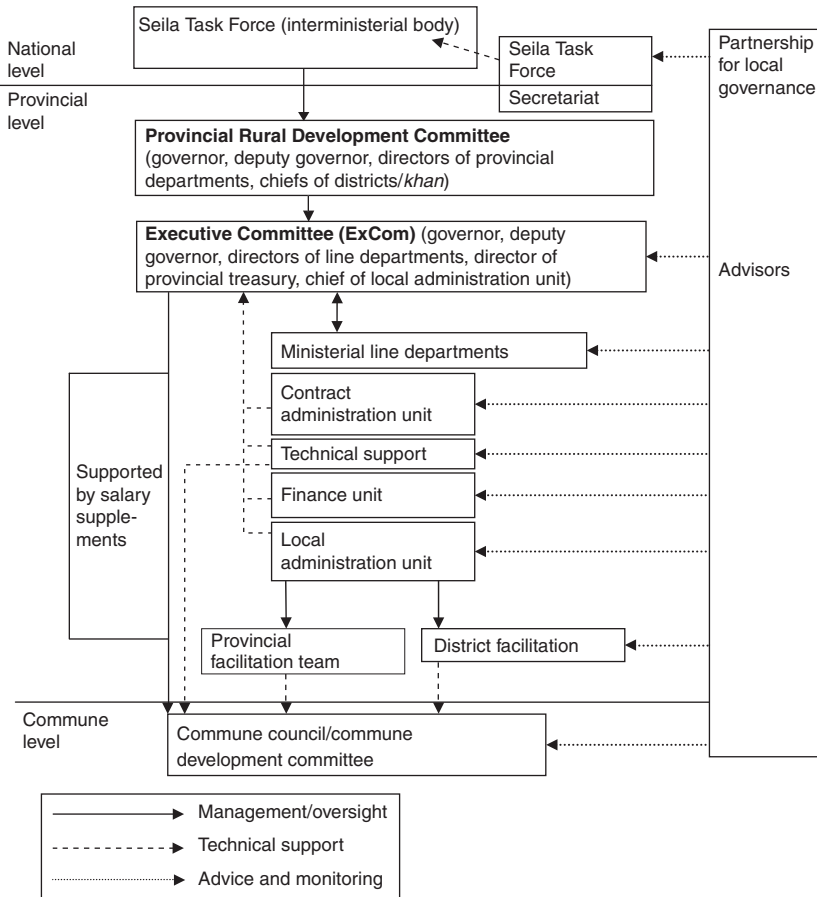 Seila Task Force (interministerial body)
National
level
Seila Task
Force
Secretariat
Partnership
for local
governance
Provincial
level
Provincial Rural Development Committee
(governor, deputy governor, directors of provincial
departments, chiefs of districts/khan)
Executive Committee (ExCom) (governor, deputy
governor, directors of line departments, director of
provincial treasury, chief of local administration unit)
Advisors
Ministerial line departments
Contract
administration unit
Technical support
Finance unit
Local
administration unit
Supported
by salary
supple-
ments
Provincial
facilitation team
District facilitation
Commune
level
Commune council/commune
development committee
Management/oversight
Technical support
Advice and monitoring